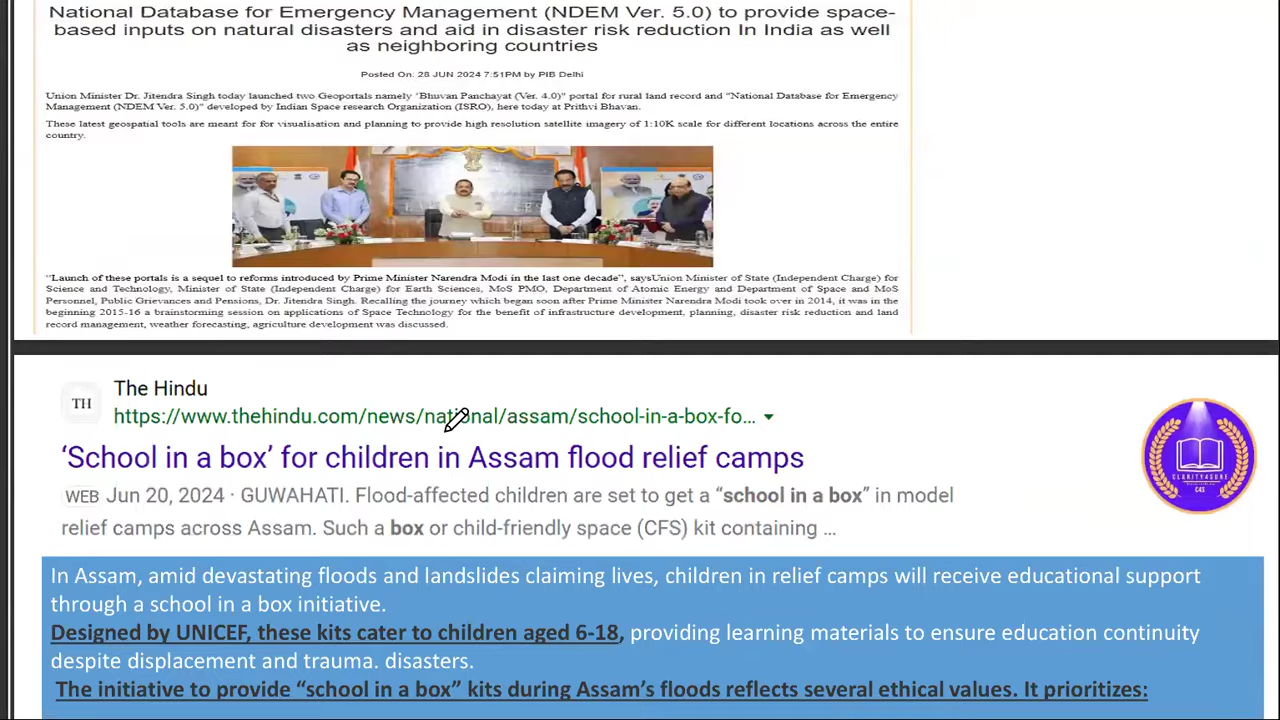 National Database for Emergency Management (NDEM Ver. 5.0) to provide space-
based inputs on natural disasters and aid in disaster risk reduction In India as well
as neighboring countries
Posted On: 28 JUN 2024 7:51PM by PIB Delhi
Union Minister Dr. Jitendra Singh today launched two Geoportals namely 'Bhuvan Panchayat (Ver. 4.0)" portal for rural land record and "National Database for Emergency
Management (NDEM Ver. 5.0)" developed by Indian Space research Organization (ISRO), here today at Prithvi Bhavan.
These latest geospatial tools are meant for for visualisation and planning to provide high resolution satellite imagery of 1:10K scale for different locations across the entire
country.
"Launch of these portals is a sequel to reforms introduced by Prime Minister Narendra Modi in the last one decade", saysUnion Minister of State (Independent Charge) for
Science and Technology, Minister of State (Independent Charge) for Earth Sciences, MoS PMO, Department of Atomic Energy and Department of Space and MoS
Personnel, Public Grievances and Pensions, Dr. Jitendra Singh. Recalling the journey which began soon after Prime Minister Narendra Modi took over in 2014, it was in the
beginning 2015-16 a brainstorming session on applications of Space Technology for the benefit of infrastructure development, planning, disaster risk reduction and land
record management, weather forecasting, agriculture development was discussed.
TH
The Hindu
https://www.thehindu.com/news/national/assam/school-in-a-box-fo...
'School in a box' for children in Assam flood relief camps
WEB Jun 20, 2024 · GUWAHATI. Flood-affected children are set to get a "school in a box" in model
relief camps across Assam. Such a box or child-friendly space (CFS) kit containing ...
CLARITY4SURE
C4S
In Assam, amid devastating floods and landslides claiming lives, children in relief camps will receive educational support
through a school in a box initiative.
Designed by UNICEF, these kits cater to children aged 6-18, providing learning materials to ensure education continuity
despite displacement and trauma. disasters.
The initiative to provide "school in a box" kits during Assam's floods reflects several ethical values. It prioritizes: